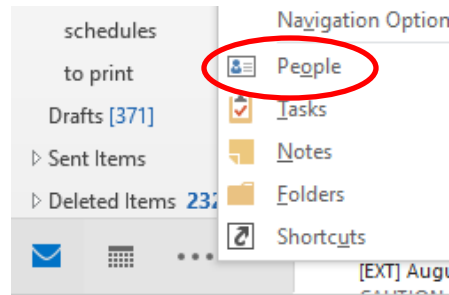 schedules
to print
Drafts [371]
Sent Items
Deleted Items 232
Navigation Option
People
Tasks
Notes
Folders
Shortcuts
[EXT] Augu